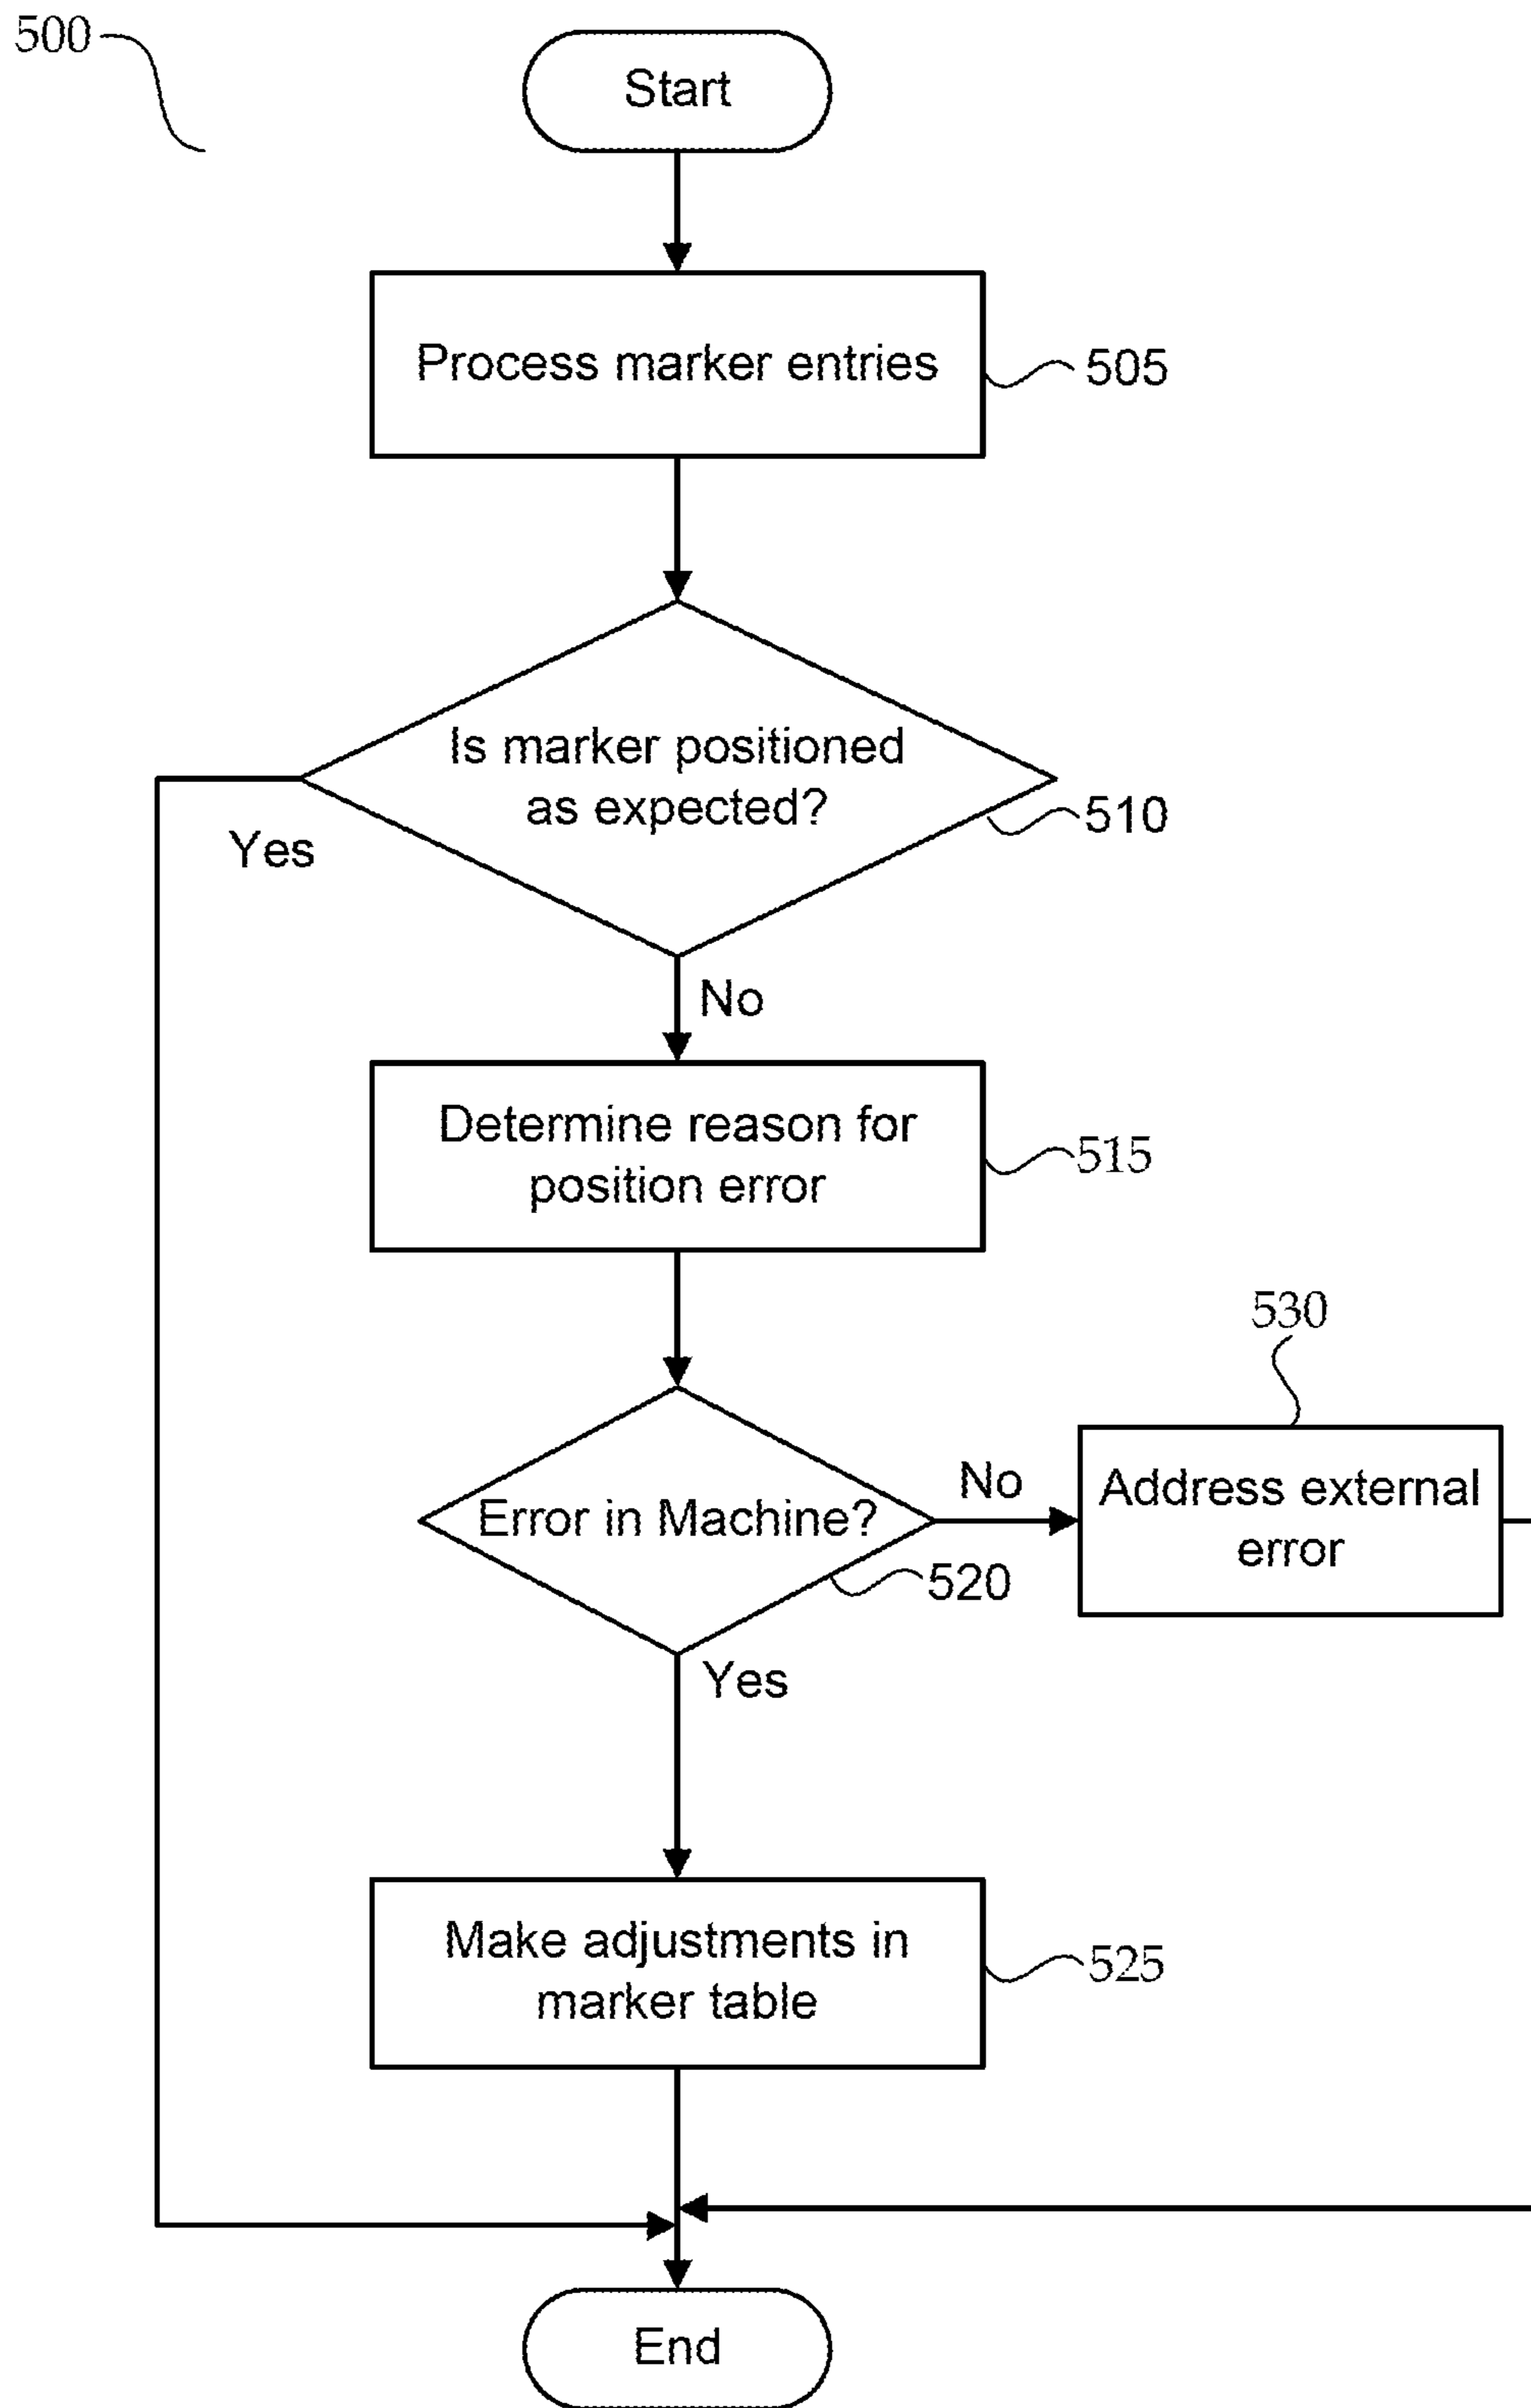 500
Start
Process marker entries
505
Is marker positioned
as expected?
510
Yes
No
Determine reason for
position error
515
530
Error in Machine?
No
Address external
error
520
Yes
Make adjustments in
marker table
525
End